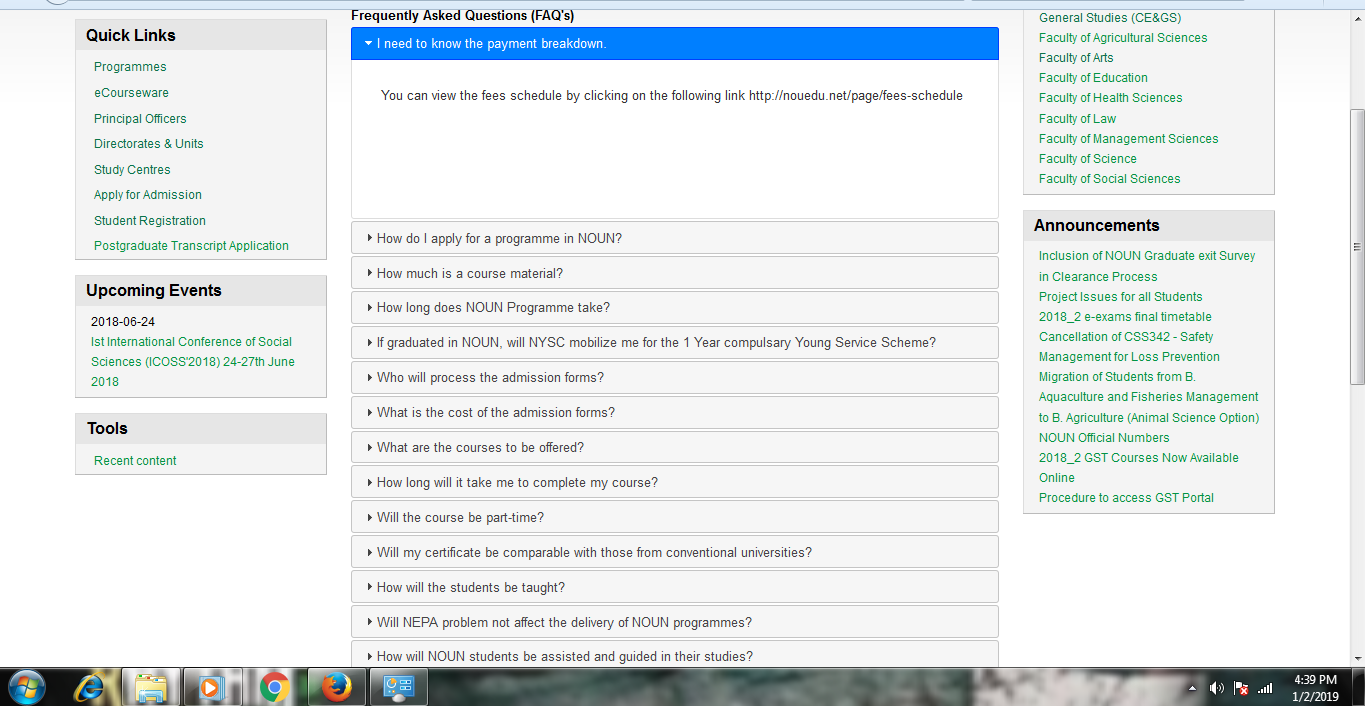 Frequently Asked Questions (FAQ's)
Quick Links
Programmes
eCourseware
Principal Officers
Directorates & Units
Study Centres
Apply for Admission
Student Registration
Postgraduate Transcript Application
Upcoming Events
2018-06-24
Ist International Conference of Social
Sciences (ICOSS'2018) 24-27th June
2018
Tools
Recent content
I need to know the payment breakdown.
You can view the fees schedule by clicking on the following link http://nouedu.net/page/fees-schedule
How do I apply for a programme in NOUN?
How much is a course material?
How long does NOUN Programme take?
If graduated in NOUN, will NYSC mobilize me for the 1 Year compulsary Young Service Scheme?
Who will process the admission forms?
What is the cost of the admission forms?
What are the courses to be offered?
How long will it take me to complete my course?
Will the course be part-time?
Will my certificate be comparable with those from conventional universities?
How will the students be taught?
Will NEPA problem not affect the delivery of NOUN programmes?
How will NOUN students be assisted and guided in their studies?
General Studies (CE&GS)
Faculty of Agricultural Sciences
Faculty of Arts
Faculty of Education
Faculty of Health Sciences
Faculty of Law
Faculty of Management Sciences
Faculty of Science
Faculty of Social Sciences
Announcements
Inclusion of NOUN Graduate exit Survey
in Clearance Process
Project Issues for all Students
2018_2 e-exams final timetable
Cancellation of CSS342 - Safety
Management for Loss Prevention
Migration of Students from B.
Aquaculture and Fisheries Management
to B. Agriculture (Animal Science Option)
NOUN Official Numbers
2018_2 GST Courses Now Available
Online
Procedure to access GST Portal
4:39 PM
1/2/2019